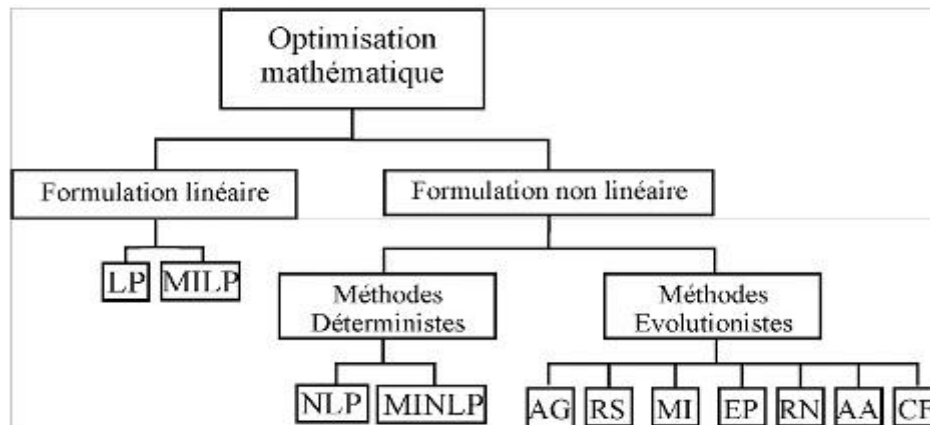 Optimisation
mathématique
Formulation linéaire
Formulation non linéaire
LP
MILP
Méthodes
Déterministes
Méthodes
Evolutionistes
NLP
MINLP
AG
RS
MI
EP
RN
AA
CF